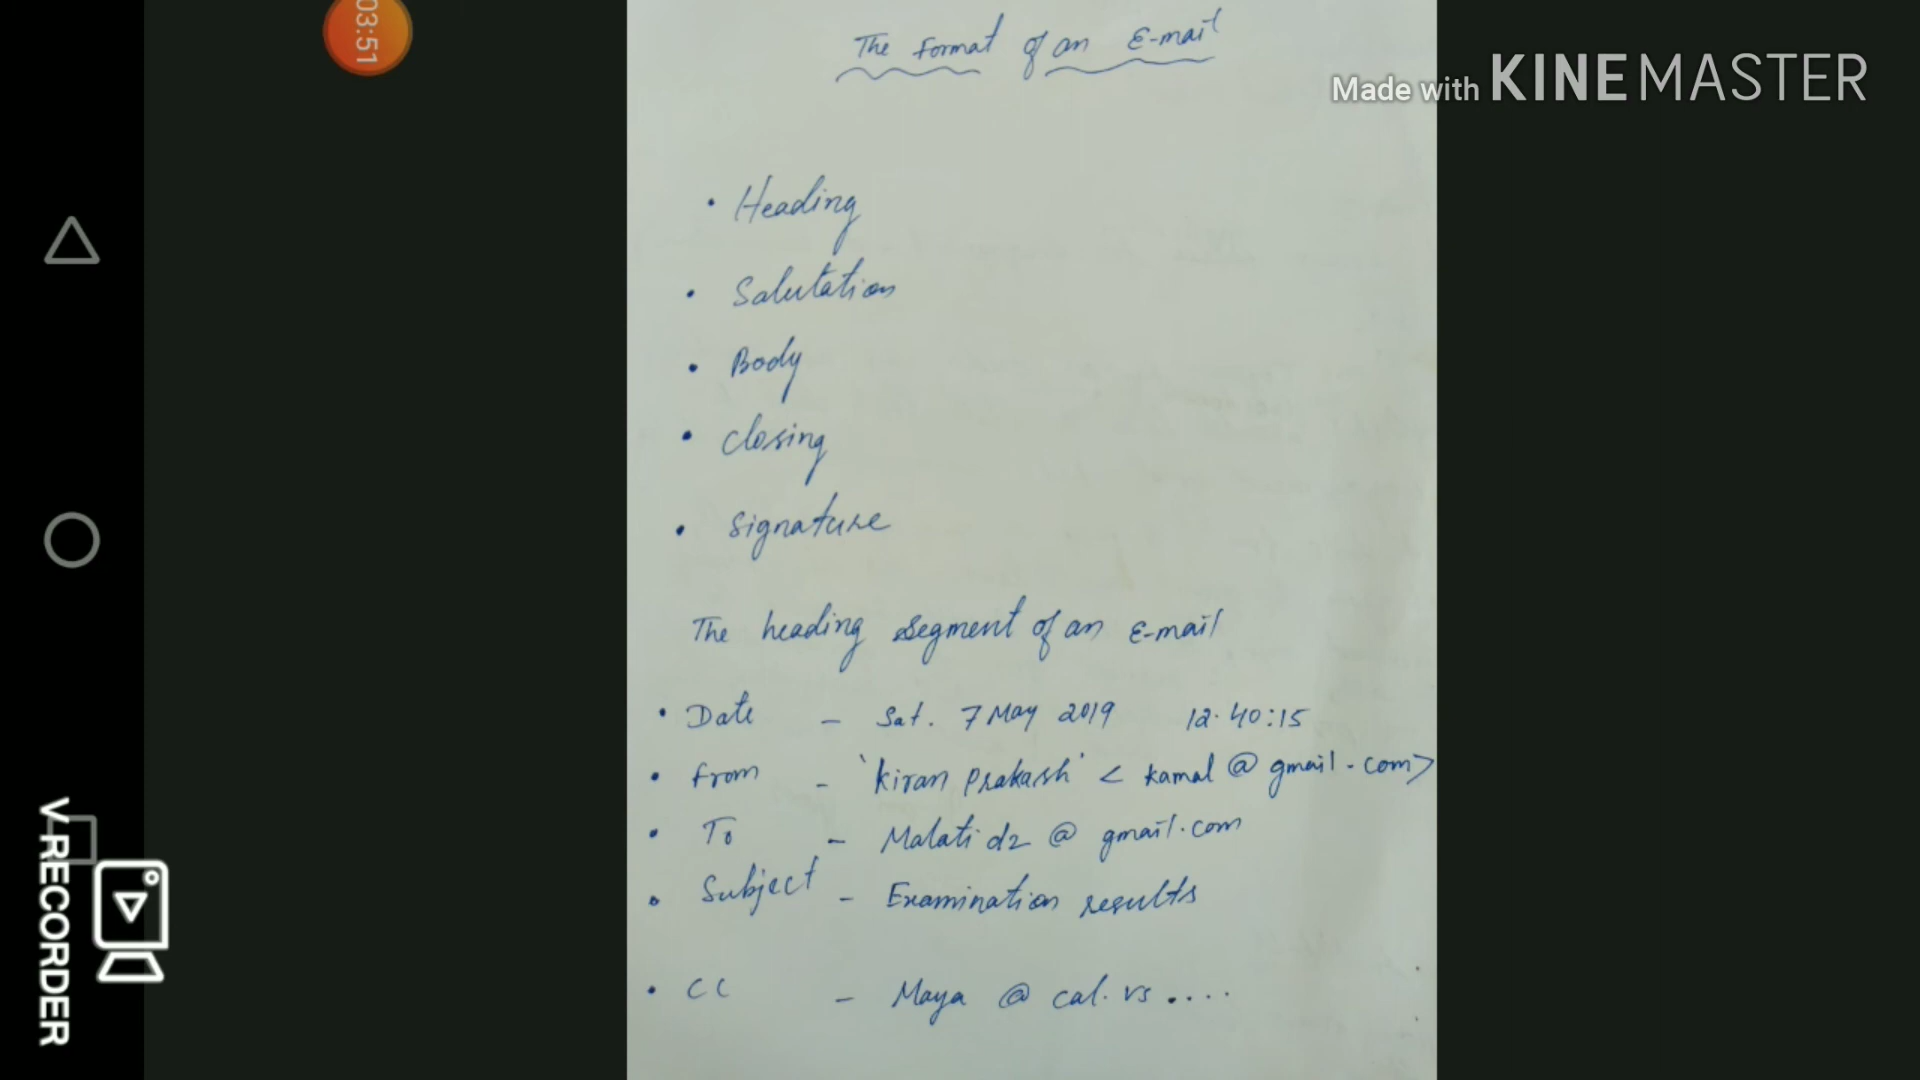 03:51
The Format of an E-mail
Made with KINEMASTER
• Heading
• Salutation
• Body
• Closing
• Signature
The heading segment of an E-mail
• Date – Sat. 7 May 2019 12.40:15
• From – 'Kiran Prakash' < kamal @ gmail.com>
• To – Malati d2 @ gmail.com
• Subject – Examination results
• CC – Maya @ cal. vs ....
V RECORDER